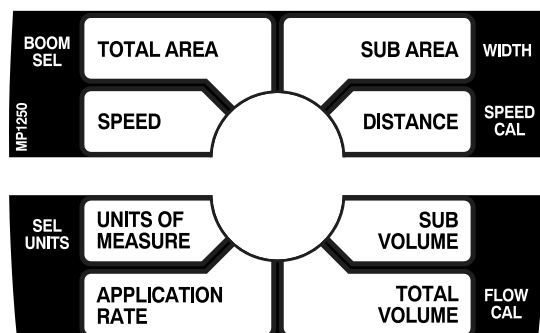 BOOM
SEL
TOTAL AREA
SUB AREA
WIDTH
MP1250
SPEED
DISTANCE
SPEED
CAL
SEL
UNITS
UNITS OF
MEASURE
SUB
VOLUME
APPLICATION
RATE
TOTAL
VOLUME
FLOW
CAL